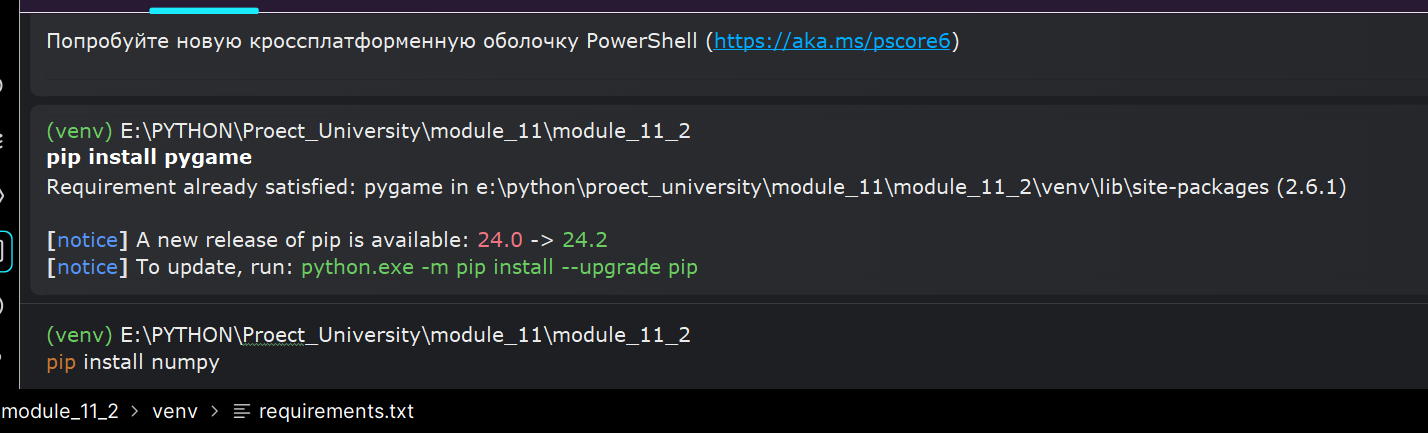 Попробуйте новую кроссплатформенную оболочку PowerShell (https://aka.ms/pscore6)
(venv) E:\PYTHON\Proect_University\module_11\module_11_2
pip install pygame
Requirement already satisfied: pygame in e:\python\proect_university\module_11\module_11_2\venv\lib\site-packages (2.6.1)
[notice] A new release of pip is available: 24.0 -> 24.2
[notice] To update, run: python.exe -m pip install --upgrade pip
(venv) E:\PYTHON\Proect_University\module_11\module_11_2
pip install numpy
module_11_2 > venv > requirements.txt